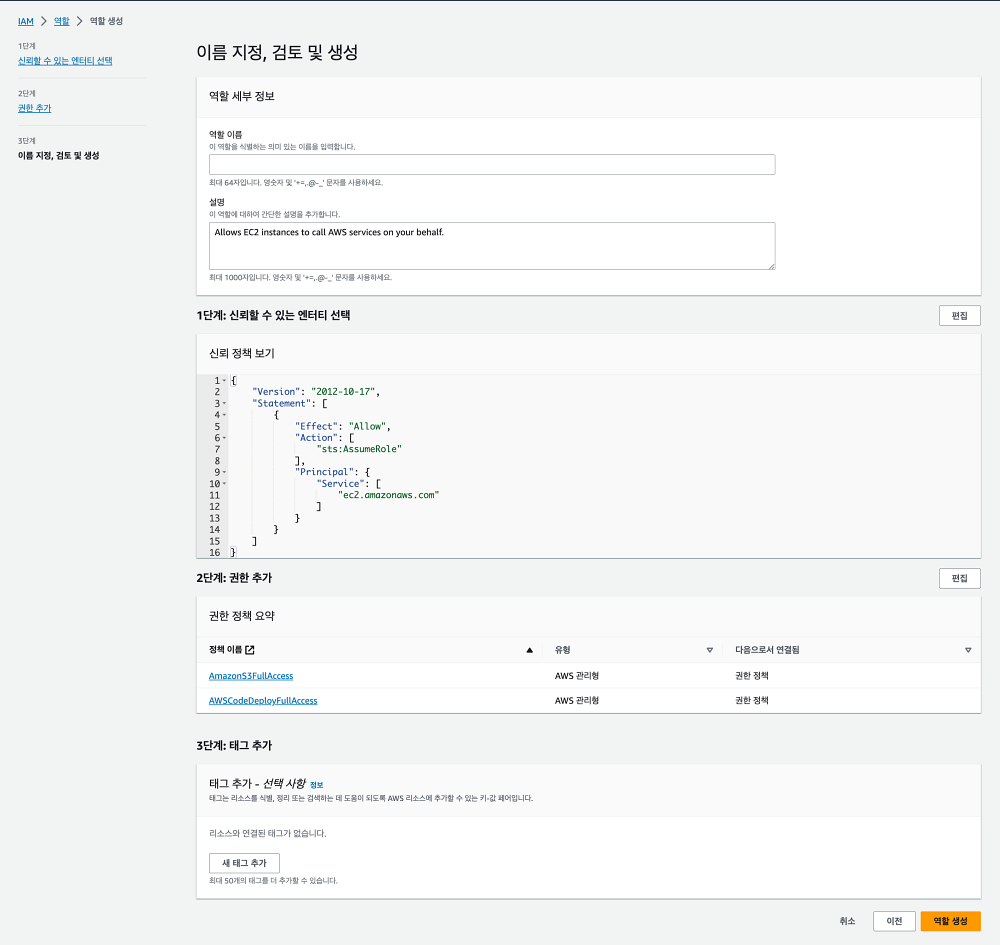 IAM > 역할 > 역할 생성
1단계
신뢰할 수 있는 엔터티 선택
2단계
권한 추가
3단계
이름 지정, 검토 및 생성
이름 지정, 검토 및 생성
역할 세부 정보
역할 이름
이 역할을 식별하는 의미 있는 이름을 입력합니다.
최대 64자입니다. 영숫자 및 '+=,.@-_' 문자를 사용하세요.
설명
이 역할에 대하여 간단한 설명을 추가합니다.
Allows EC2 instances to call AWS services on your behalf.
최대 1000자입니다. 영숫자 및 '+=,.@-_' 문자를 사용하세요.
1단계: 신뢰할 수 있는 엔터티 선택
편집
신뢰 정책 보기
1 {
2 "Version": "2012-10-17",
3 "Statement": [
4 {
5 "Effect": "Allow",
6 "Action": [
7 "sts:AssumeRole"
8 ],
9 "Principal": {
10 "Service": [
11 "ec2.amazonaws.com"
12 ]
13 }
14 }
15 ]
16 }
2단계: 권한 추가
편집
권한 정책 요약
정책 이름 유형 다음으로서 연결됨
AmazonS3FullAccess AWS 관리형 권한 정책
AWSCodeDeployFullAccess AWS 관리형 권한 정책
3단계: 태그 추가
태그 추가 - 선택 사항 정보
태그는 리소스를 식별, 정리 또는 검색하는 데 도움이 되도록 AWS 리소스에 추가할 수 있는 키-값 페어입니다.
리소스와 연결된 태그가 없습니다.
새 태그 추가
최대 50개의 태그를 더 추가할 수 있습니다.
취소 이전 역할 생성